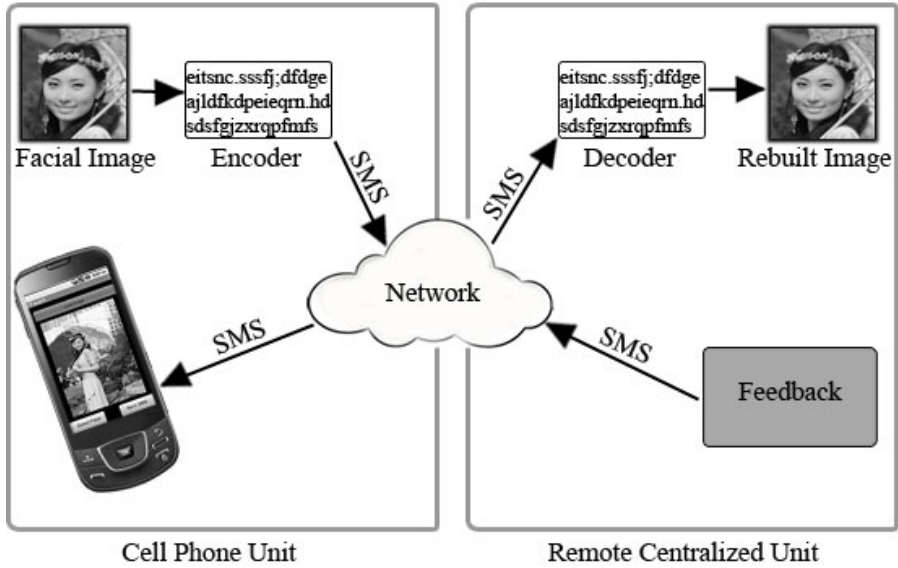 eitsnc.sssfj;dfdge
ajldfkdpeieqrn.hd
sdsfgjzxrqpfmfs
Facial Image
Encoder
SMS
eitsnc.sssfj;dfdge
ajldfkdpeieqrn.hd
sdsfgjzxrqpfmfs
Decoder
Rebuilt Image
SMS
Network
SMS
SMS
Feedback
Cell Phone Unit
Remote Centralized Unit